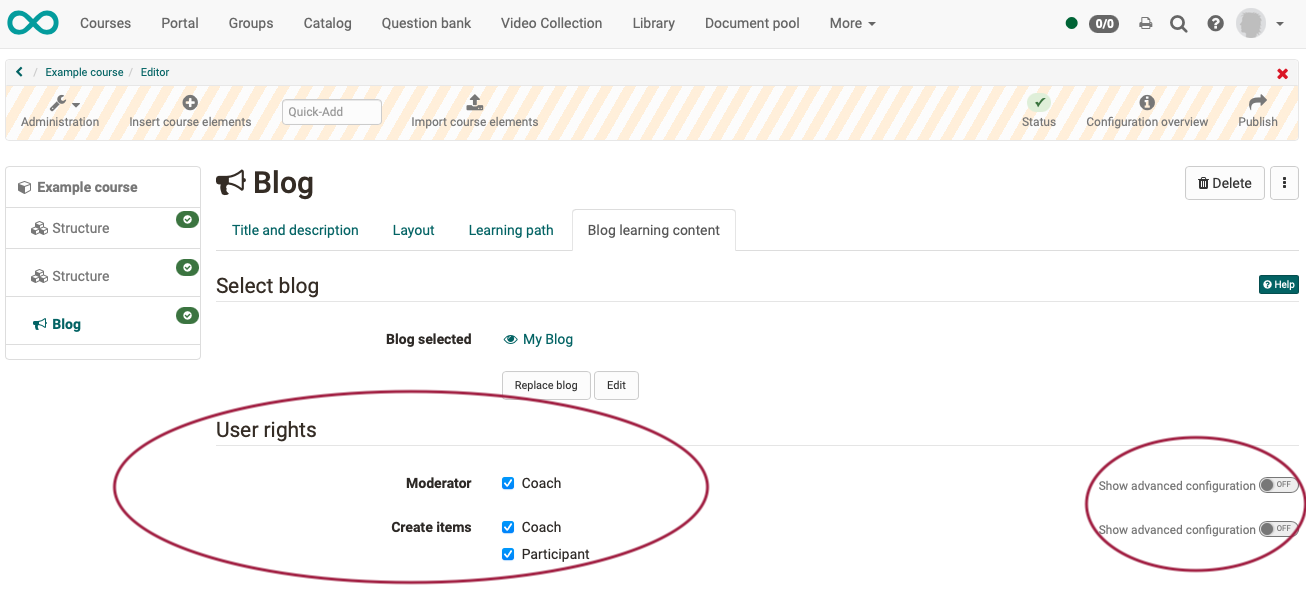 Courses Portal Groups Catalog Question bank Video Collection Library Document pool More 0/0
/ Example course / Editor
Administration Insert course elements Quick-Add Import course elements Status Configuration overview Publish
Example course
Structure
Structure
Blog
Blog
Delete
Title and description Layout Learning path Blog learning content
Select blog
Help
Blog selected My Blog
Replace blog Edit
User rights
Moderator Coach Show advanced configuration OFF
Create items Coach Show advanced configuration OFF
Participant